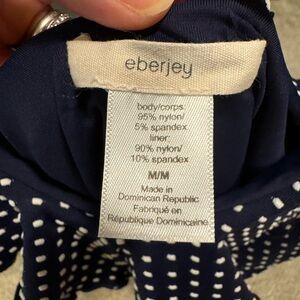 eberjey
body/corps:
95% nylon/
5% spandex
liner:
90% nylon/
10% spandex
M/M
Made in
Dominican Republic
Fabriqué en
République Dominicaine